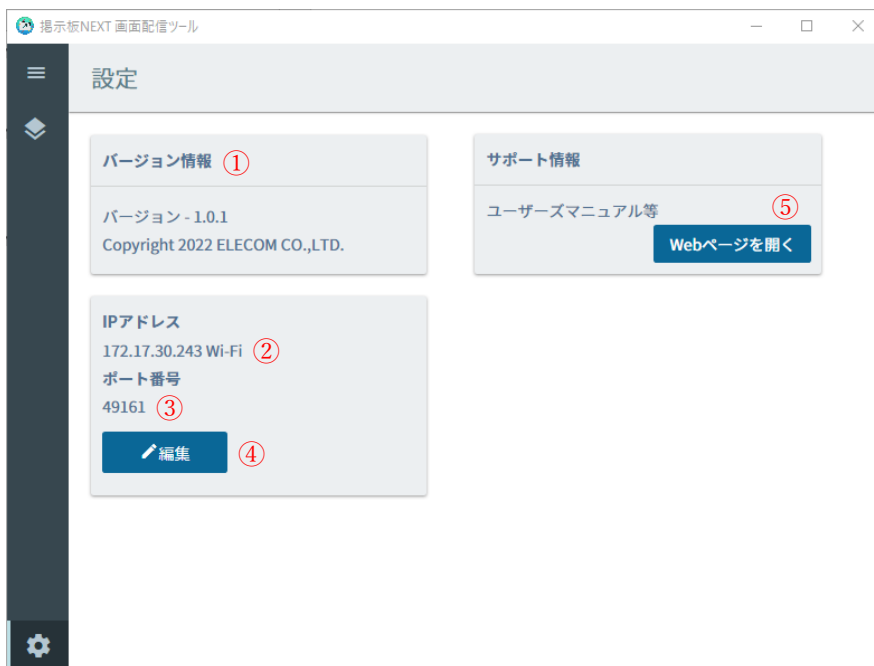 掲示板NEXT 画面配信ツール
設定
バージョン情報 ①
バージョン - 1.0.1
Copyright 2022 ELECOM CO.,LTD.
サポート情報
ユーザーズマニュアル等 ⑤
Webページを開く
IPアドレス
172.17.30.243 Wi-Fi ②
ポート番号
49161 ③
編集 ④